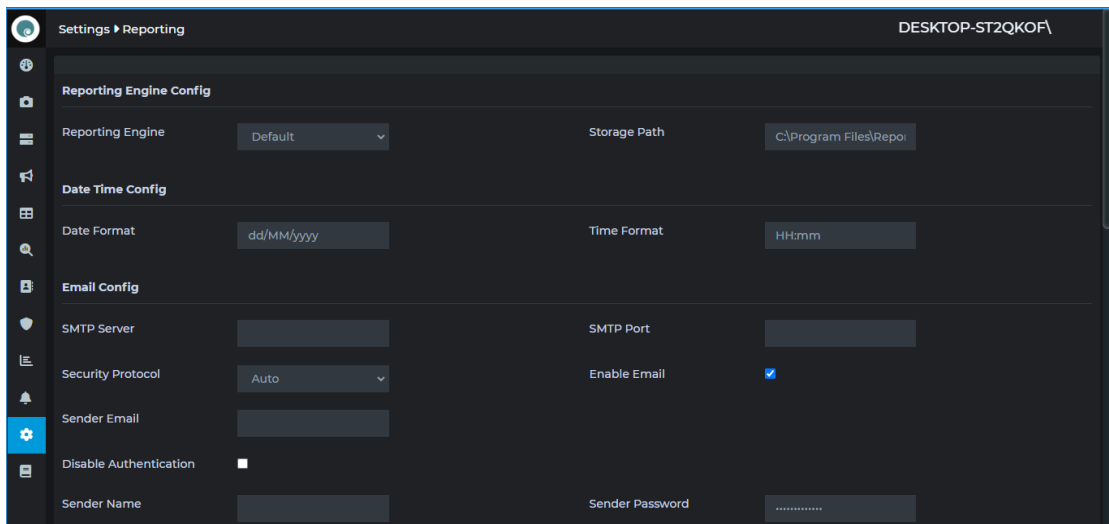 Settings Reporting DESKTOP-ST2QKOF\
Reporting Engine Config
Reporting Engine Default Storage Path C:\Program Files\Repor
Date Time Config
Date Format dd/MM/yyyy Time Format HH:mm
Email Config
SMTP Server SMTP Port
Security Protocol Auto Enable Email
Sender Email
Disable Authentication
Sender Name Sender Password .............